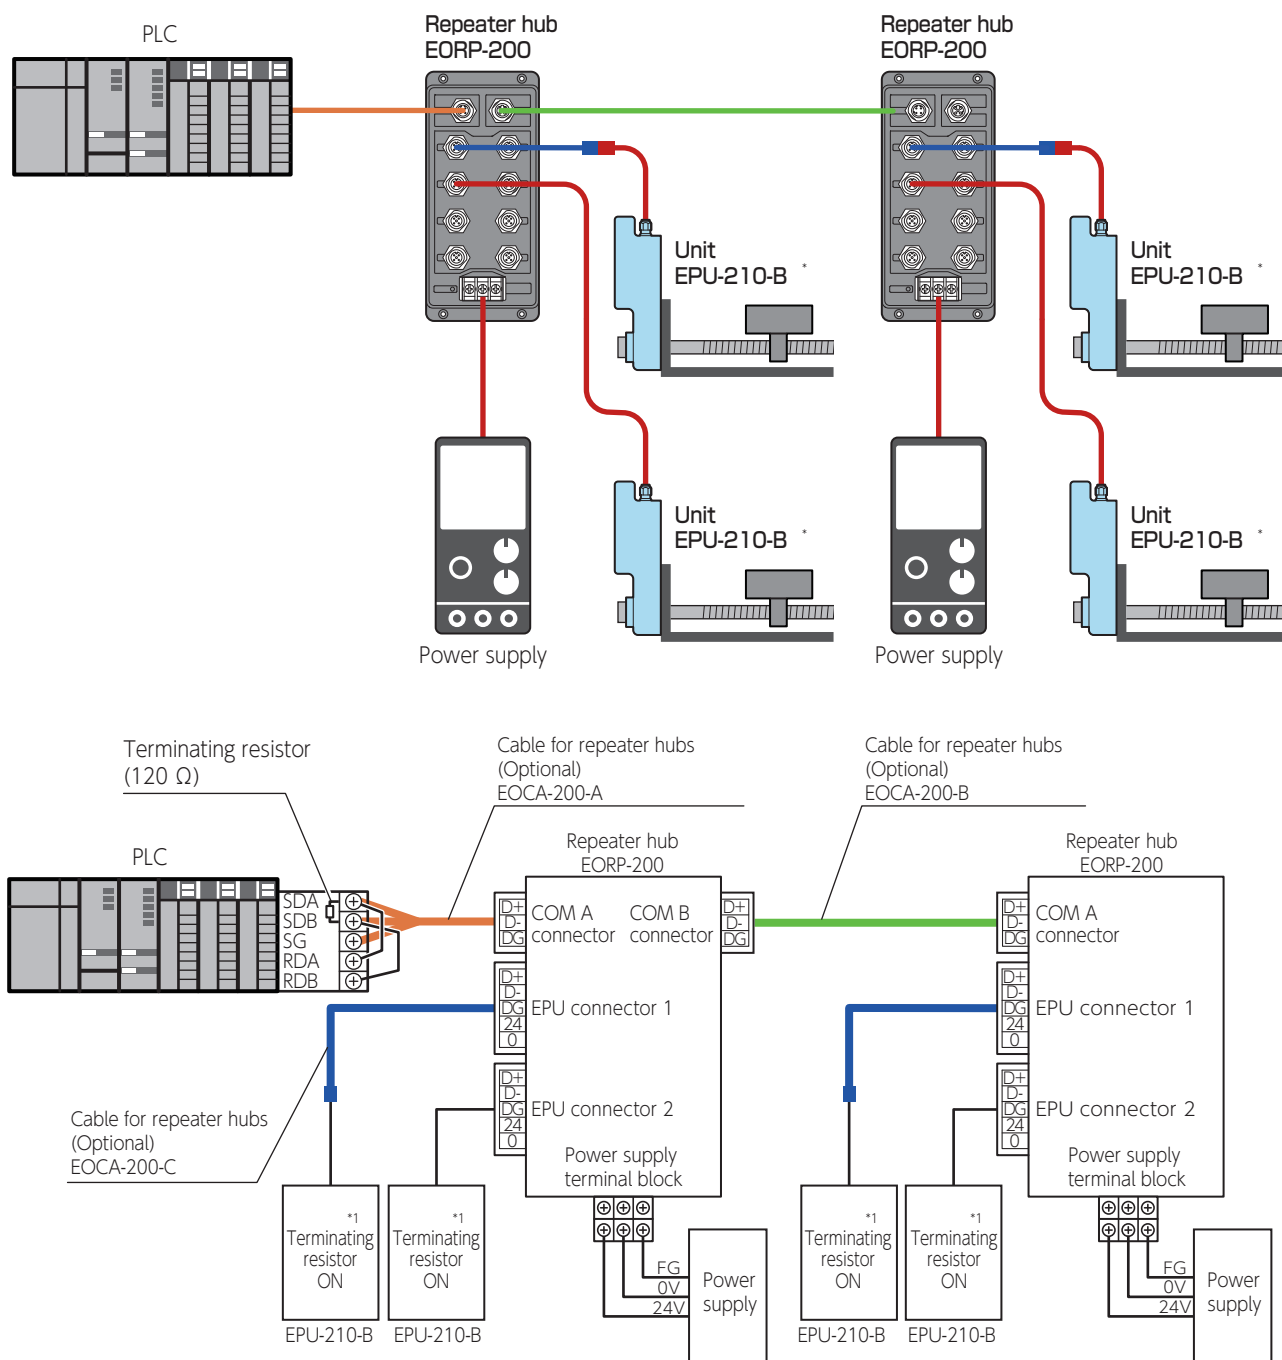 PLC
Repeater hub
EORP-200
Repeater hub
EORP-200
Unit
EPU-210-B *
Unit
EPU-210-B *
Unit
EPU-210-B *
Unit
EPU-210-B *
Power supply
Power supply
Terminating resistor
(120 Ω)
Cable for repeater hubs
(Optional)
EOCA-200-A
Cable for repeater hubs
(Optional)
EOCA-200-B
PLC
SDA
SDB
SG
RDA
RDB
Repeater hub
EORP-200
D+
D-
DG
COM A
connector
COM B
connector
D+
D-
DG
D+
D-
DG
24
0
EPU connector 1
D+
D-
DG
24
0
EPU connector 2
Power supply
terminal block
Repeater hub
EORP-200
D+
D-
DG
COM A
connector
D+
D-
DG
24
0
EPU connector 1
D+
D-
DG
24
0
EPU connector 2
Power supply
terminal block
Cable for repeater hubs
(Optional)
EOCA-200-C
*1
Terminating
resistor
ON
EPU-210-B
*1
Terminating
resistor
ON
EPU-210-B
FG
0V
24V
Power
supply
*1
Terminating
resistor
ON
EPU-210-B
*1
Terminating
resistor
ON
EPU-210-B
FG
0V
24V
Power
supply